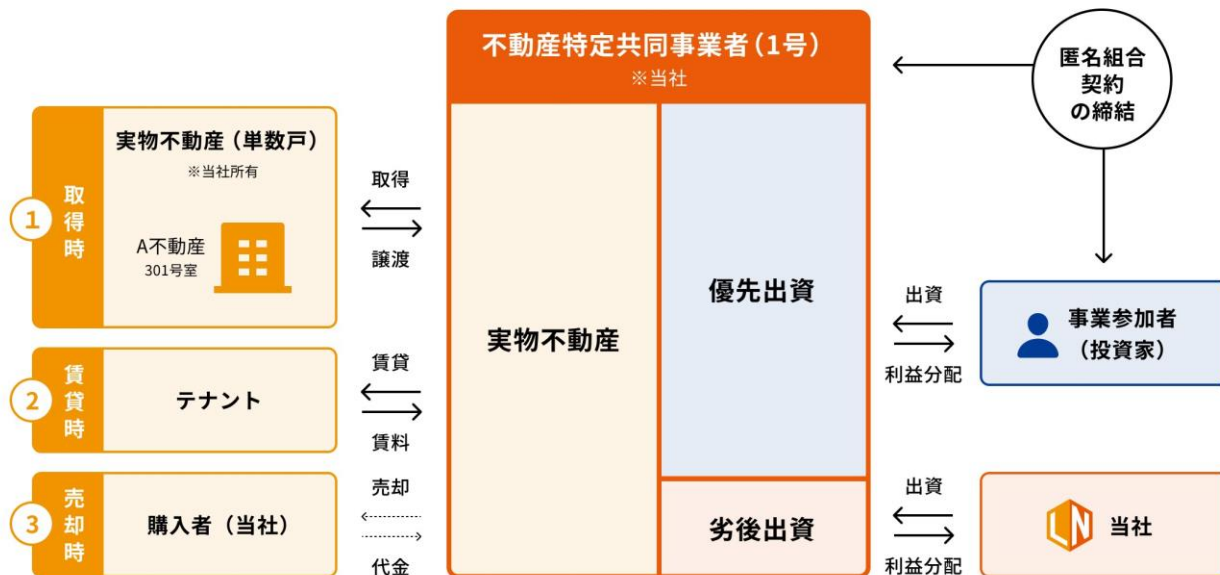 不動産特定共同事業者（1号）
※当社
匿名組合
契約
の締結
1
取得時
実物不動産（単数戸）
※当社所有
A不動産
301号室
取得
譲渡
実物不動産
優先出資
出資
利益分配
事業参加者
（投資家）
2
賃貸時
テナント
賃貸
賃料
3
売却時
購入者（当社）
売却
代金
劣後出資
出資
利益分配
LN
当社